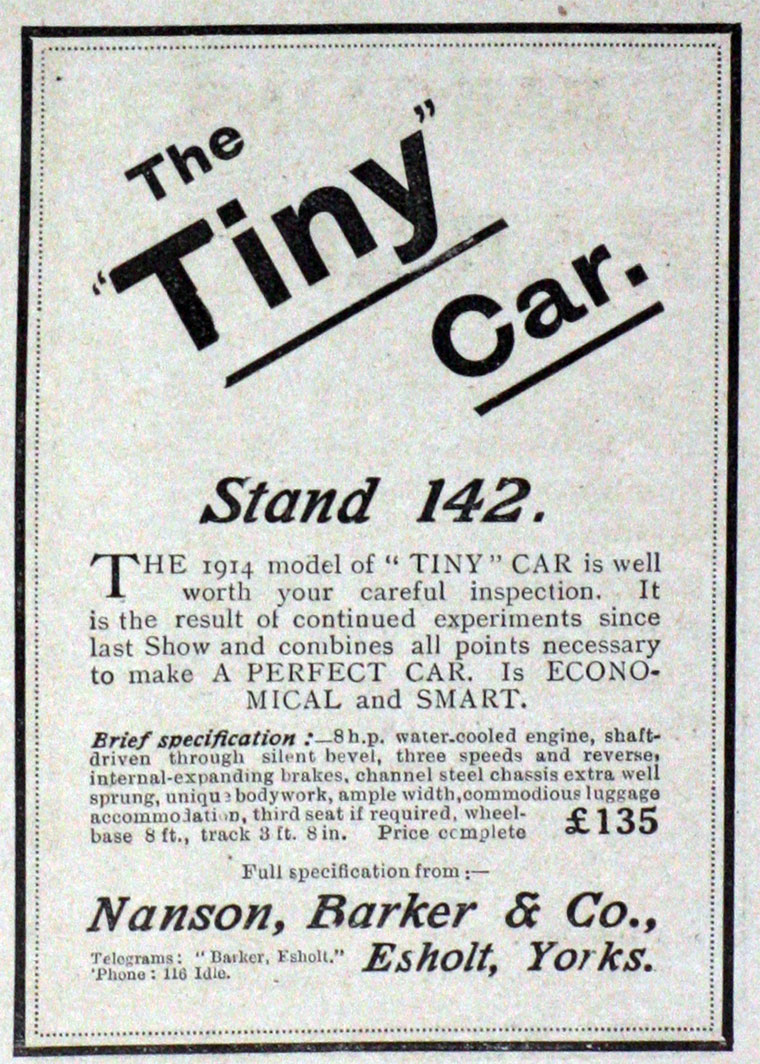 The
"Tiny"
Car.
Stand 142.
THE 1914 model of "TINY" CAR is well
worth your careful inspection. It
is the result of continued experiments since
last Show and combines all points necessary
to make A PERFECT CAR. Is ECONO-
MICAL and SMART.
Brief specification :—8 h.p. water-cooled engine, shaft-
driven through silent bevel, three speeds and reverse,
internal-expanding brakes, channel steel chassis extra well
sprung, unique bodywork, ample width, commodious luggage
accommodation, third seat if required, wheel-
base 8 ft., track 3 ft. 8 in. Price complete £135
Full specification from :—
Nanson, Barker & Co.,
Esholt, Yorks.
Telegrams: "Barker, Esholt."
'Phone: 116 Idle.